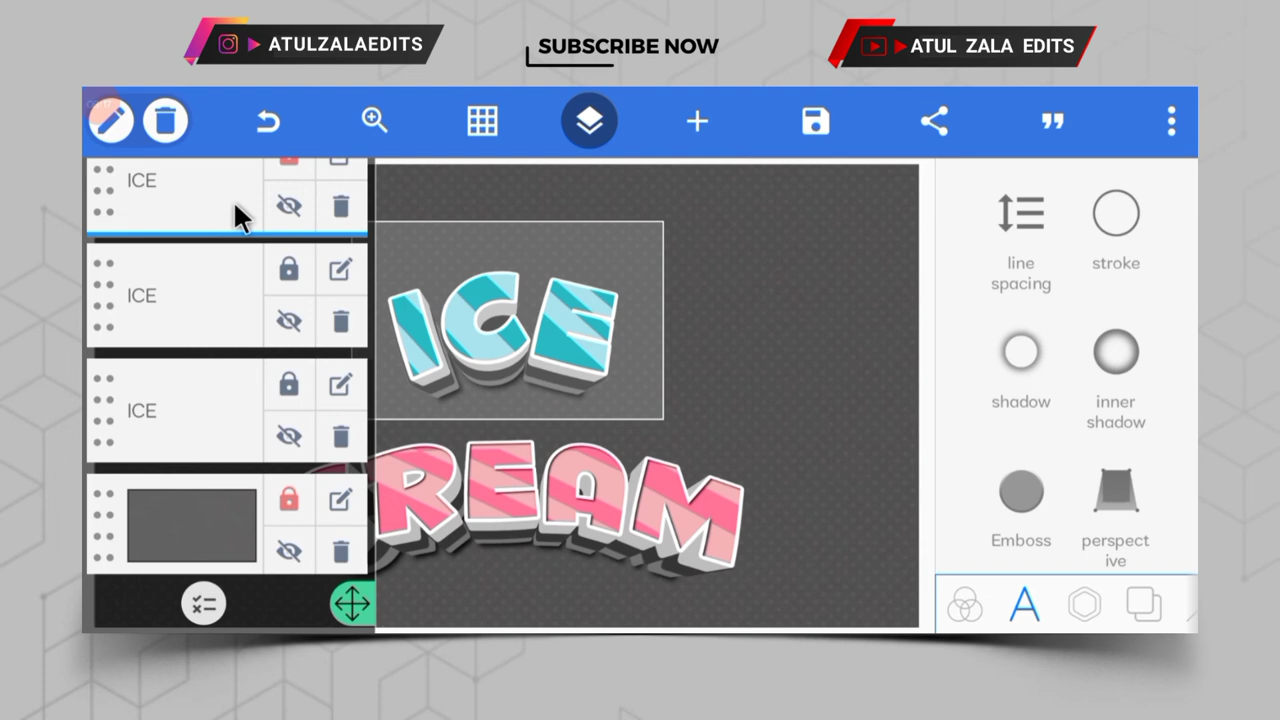 ATULZALAEDITS
SUBSCRIBE NOW
ATUL ZALA EDITS
ICE
ICE
ICE
ICE
REAM
line
spacing
stroke
shadow
inner
shadow
Emboss
perspect
ive